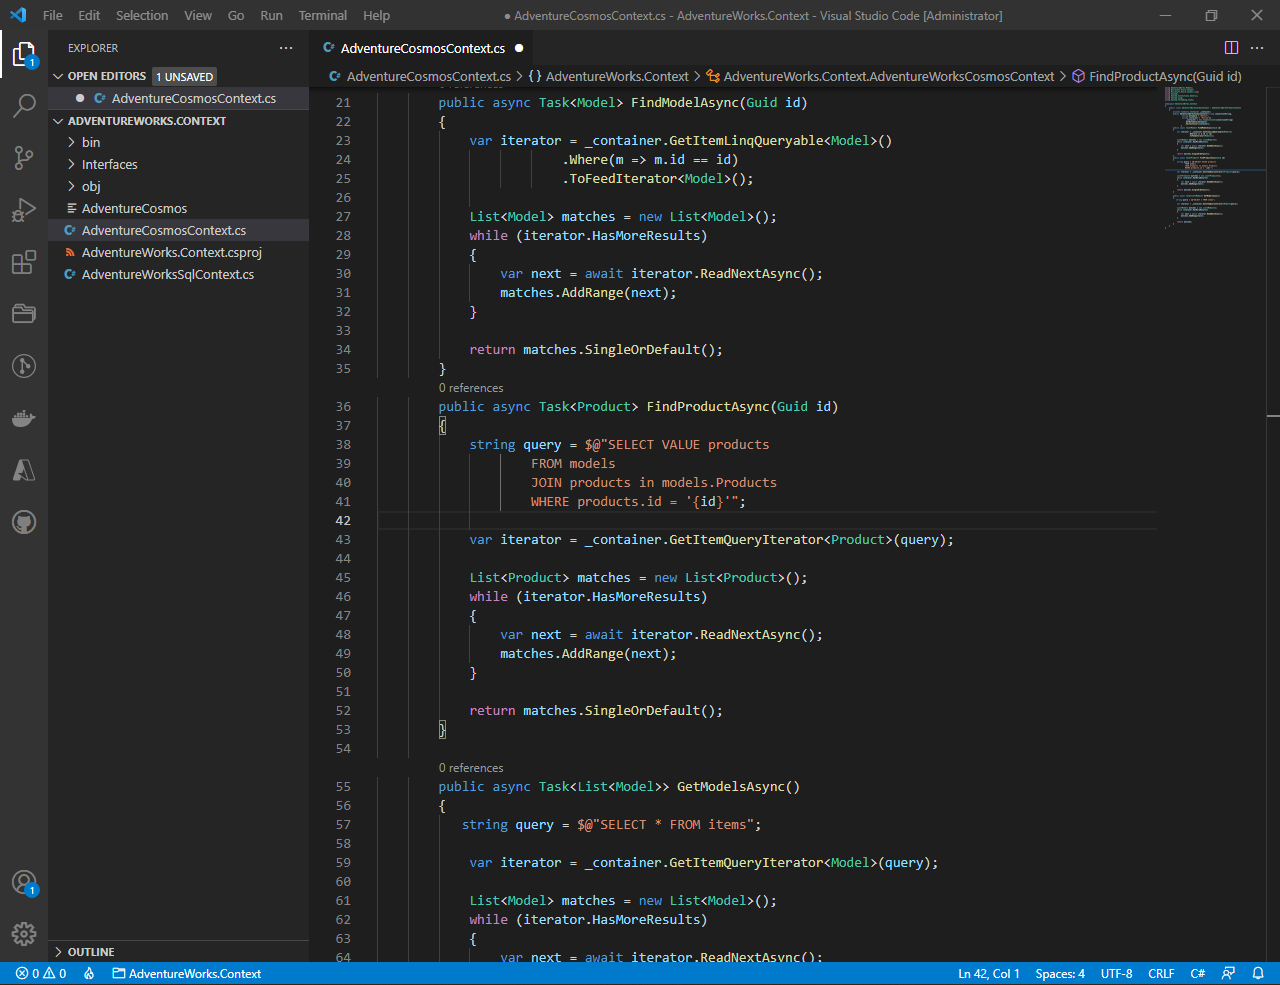 File Edit Selection View Go Run Terminal Help ● AdventureCosmosContext.cs - AdventureWorks.Context - Visual Studio Code [Administrator]
EXPLORER
OPEN EDITORS 1 UNSAVED
AdventureCosmosContext.cs
ADVENTUREWORKS.CONTEXT
bin
Interfaces
obj
AdventureCosmos
AdventureCosmosContext.cs
AdventureWorks.Context.csproj
AdventureWorksSqlContext.cs
OUTLINE
1
1
AdventureCosmosContext.cs
AdventureCosmosContext.cs > {} AdventureWorks.Context > AdventureWorks.Context.AdventureWorksCosmosContext > FindProductAsync(Guid id)
21 public async Task<Model> FindModelAsync(Guid id)
22 {
23 var iterator = _container.GetItemLinqQueryable<Model>()
24 .Where(m => m.id == id)
25 .ToFeedIterator<Model>();
26
27 List<Model> matches = new List<Model>();
28 while (iterator.HasMoreResults)
29 {
30 var next = await iterator.ReadNextAsync();
31 matches.AddRange(next);
32 }
33
34 return matches.SingleOrDefault();
35 }
0 references
36 public async Task<Product> FindProductAsync(Guid id)
37 {
38 string query = $@"SELECT VALUE products
39 FROM models
40 JOIN products in models.Products
41 WHERE products.id = '{id}'";
42
43 var iterator = _container.GetItemQueryIterator<Product>(query);
44
45 List<Product> matches = new List<Product>();
46 while (iterator.HasMoreResults)
47 {
48 var next = await iterator.ReadNextAsync();
49 matches.AddRange(next);
50 }
51
52 return matches.SingleOrDefault();
53 }
54
0 references
55 public async Task<List<Model>> GetModelsAsync()
56 {
57 string query = $@"SELECT * FROM items";
58
59 var iterator = _container.GetItemQueryIterator<Model>(query);
60
61 List<Model> matches = new List<Model>();
62 while (iterator.HasMoreResults)
63 {
64 var next = await iterator.ReadNextAsync();
0 0 AdventureWorks.Context Ln 42, Col 1 Spaces: 4 UTF-8 CRLF C#